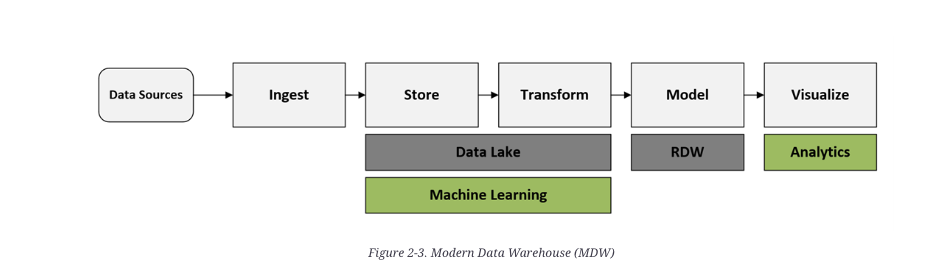 Data Sources
Ingest
Store
Transform
Model
Visualize
Data Lake
RDW
Analytics
Machine Learning
Figure 2-3. Modern Data Warehouse (MDW)